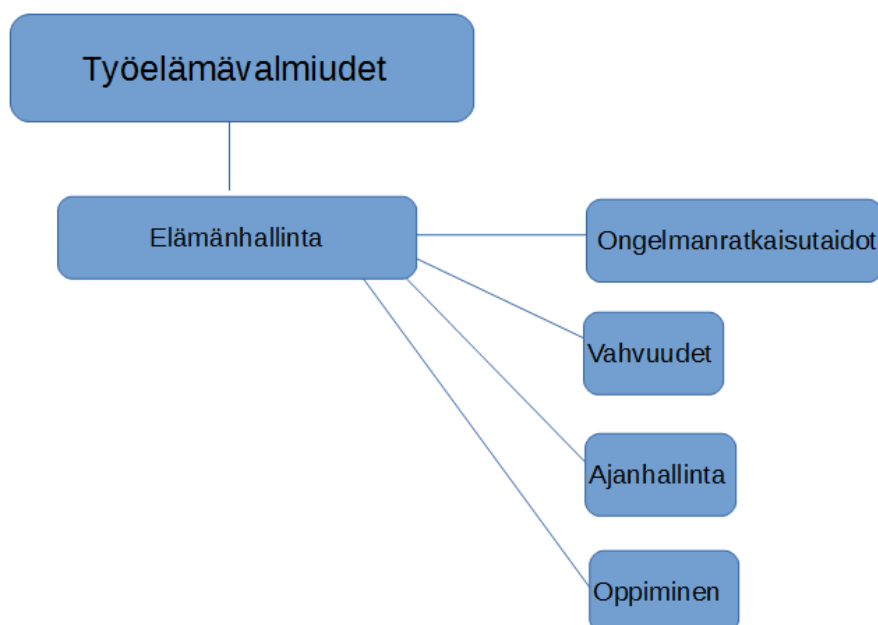 Työelämävalmiudet
Elämänhallinta
Ongelmanratkaisutaidot
Vahvuudet
Ajanhallinta
Oppiminen